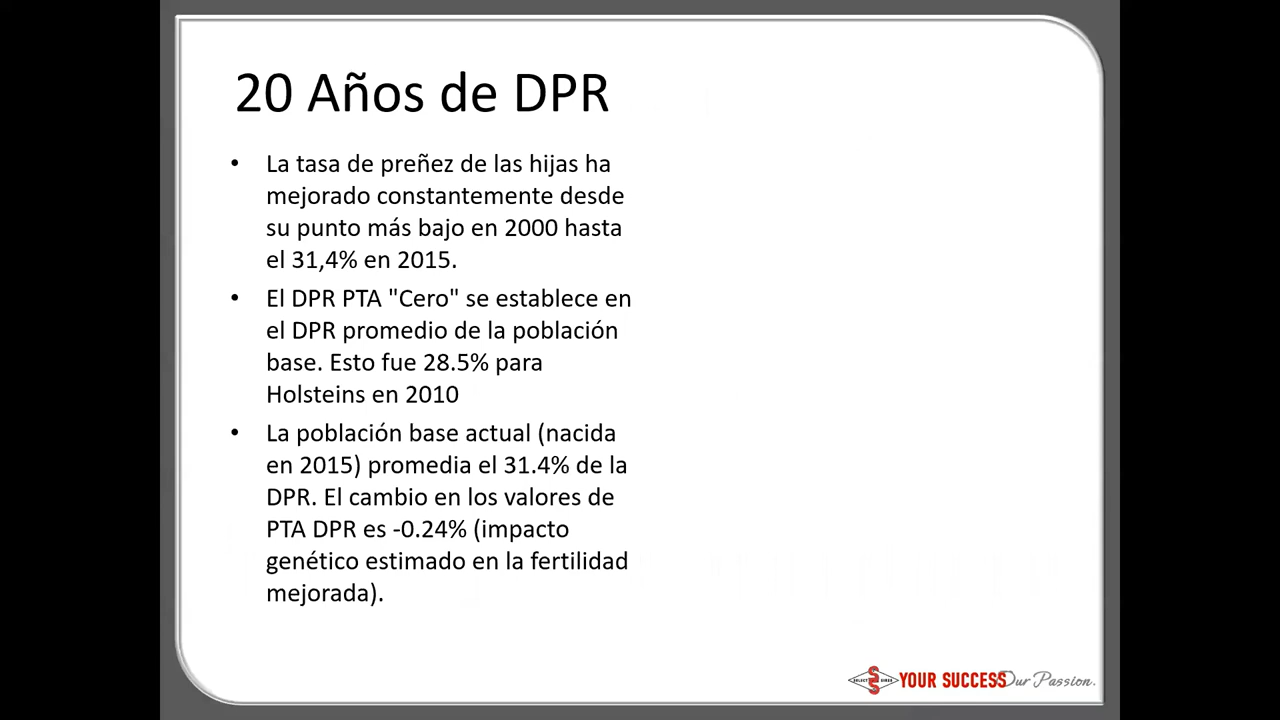 20 Años de DPR
• La tasa de preñez de las hijas ha
mejorado constantemente desde
su punto más bajo en 2000 hasta
el 31,4% en 2015.
• El DPR PTA "Cero" se establece en
el DPR promedio de la población
base. Esto fue 28.5% para
Holsteins en 2010
• La población base actual (nacida
en 2015) promedia el 31.4% de la
DPR. El cambio en los valores de
PTA DPR es -0.24% (impacto
genético estimado en la fertilidad
mejorada).
SELECT SIRES YOUR SUCCESS Our Passion.